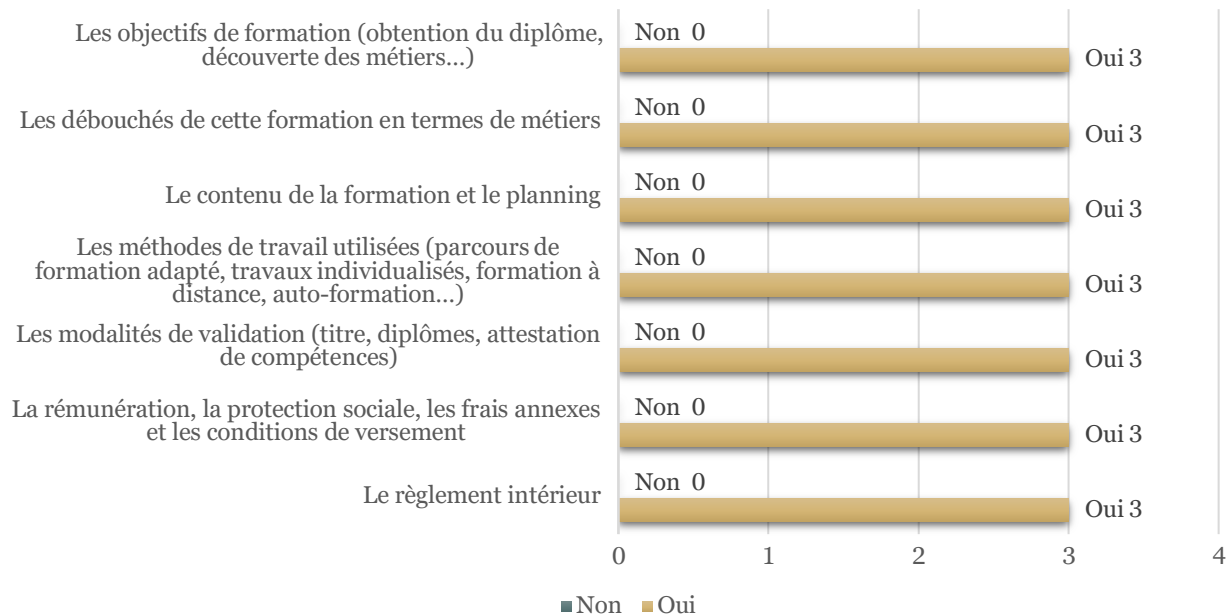 Les objectifs de formation (obtention du diplôme,
découverte des métiers...)
Non 0
Oui 3
Les débouchés de cette formation en termes de métiers
Non 0
Oui 3
Le contenu de la formation et le planning
Non 0
Oui 3
Les méthodes de travail utilisées (parcours de
formation adapté, travaux individualisés, formation à
distance, auto-formation...)
Non 0
Oui 3
Les modalités de validation (titre, diplômes, attestation
de compétences)
Non 0
Oui 3
La rémunération, la protection sociale, les frais annexes
et les conditions de versement
Non 0
Oui 3
Le règlement intérieur
Non 0
Oui 3
0 1 2 3 4
Non Oui